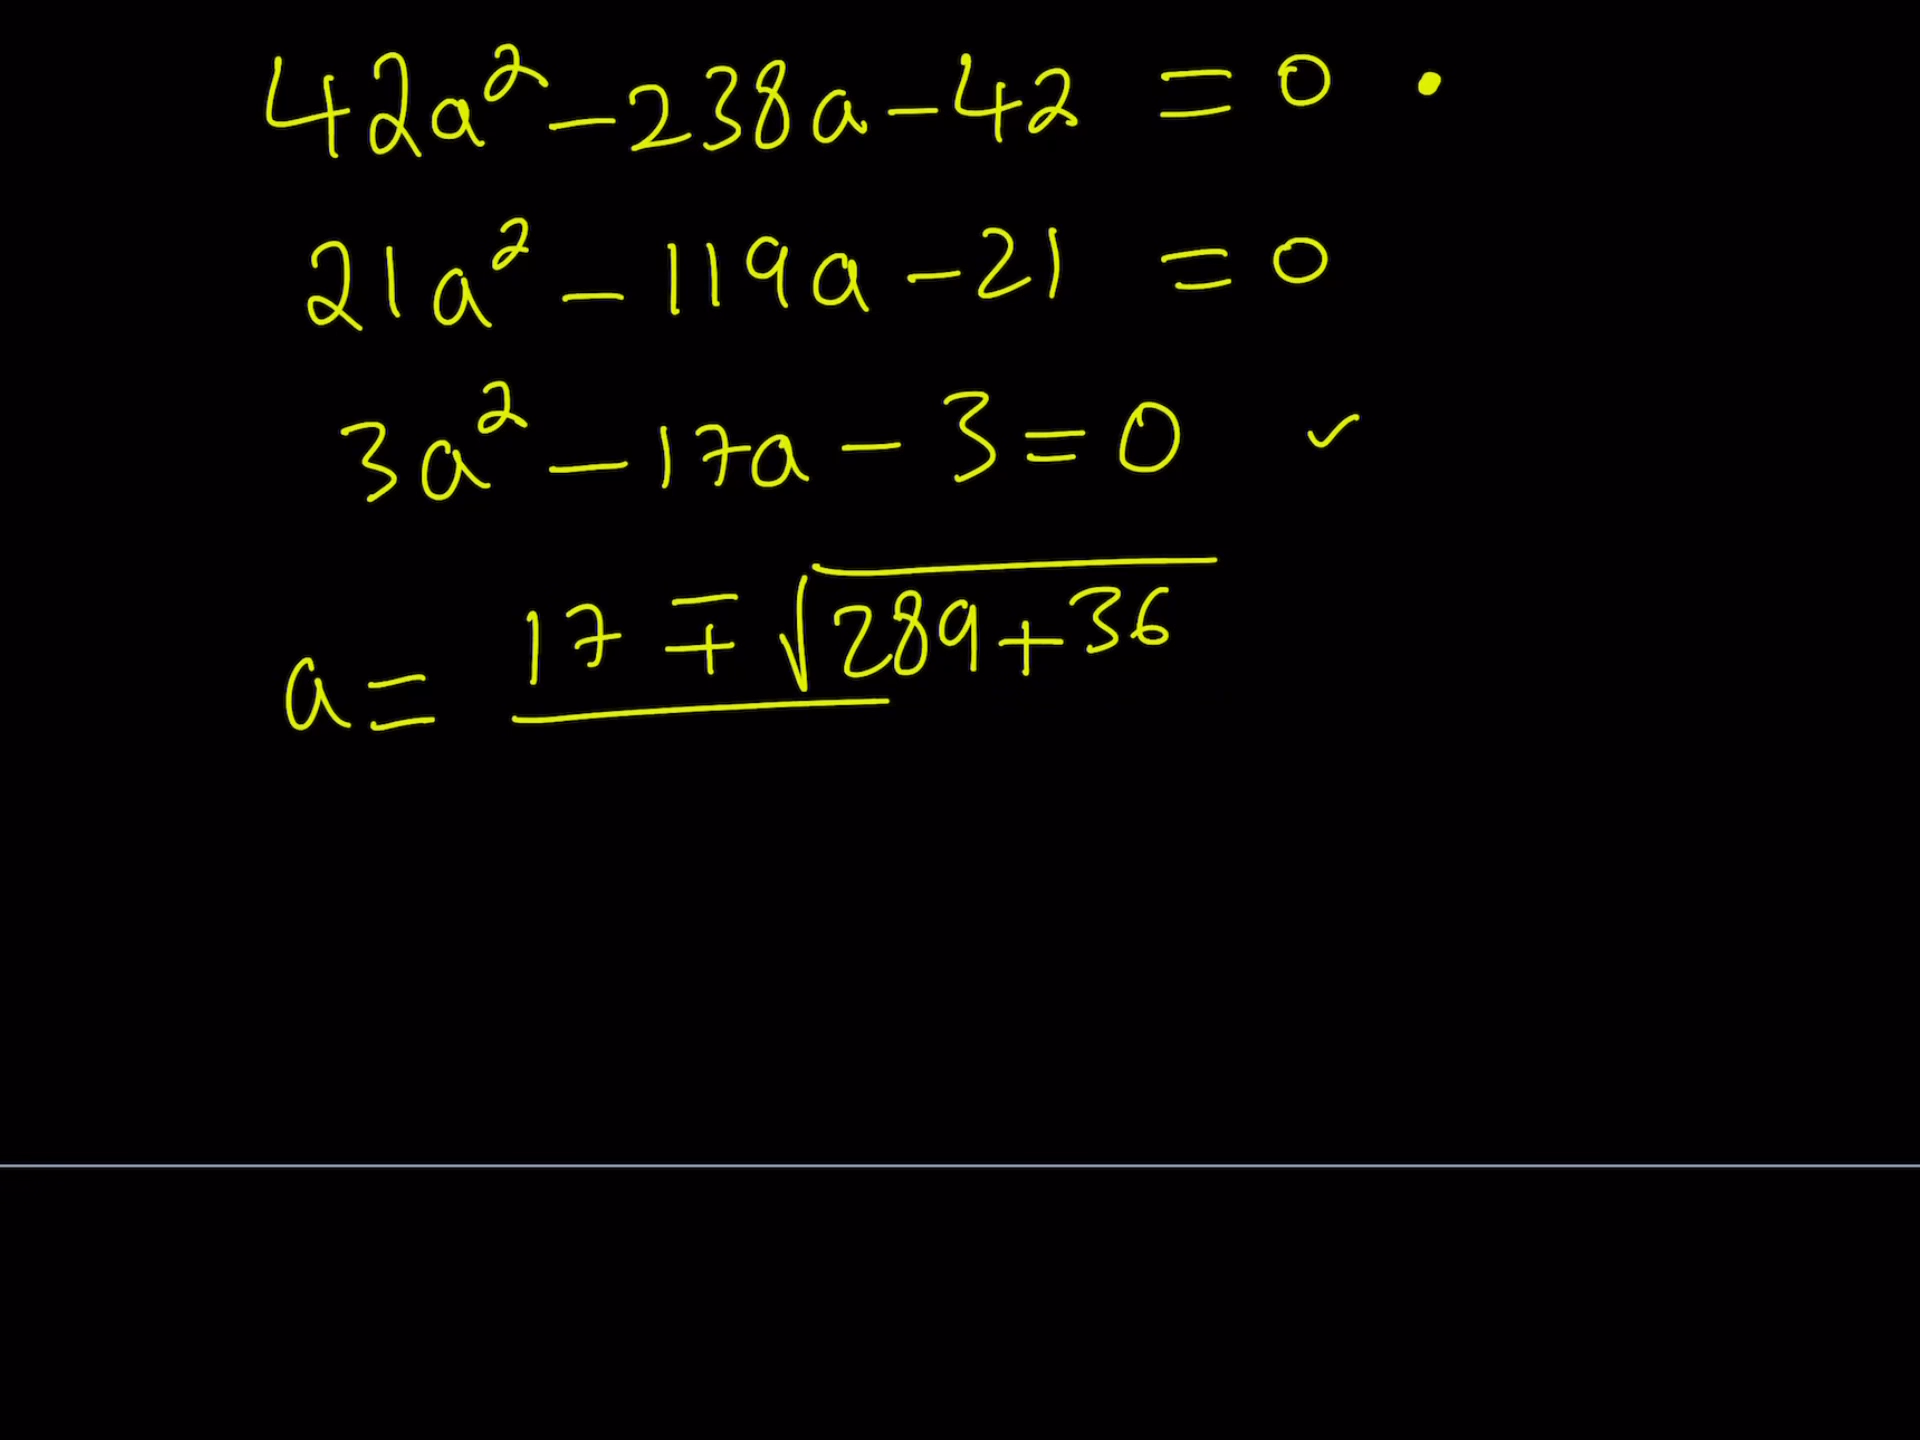 42a² - 238a - 42 = 0 .
21a² - 119a - 21 = 0
3a² - 17a - 3 = 0 ✓
a = 17 ∓ √289+36